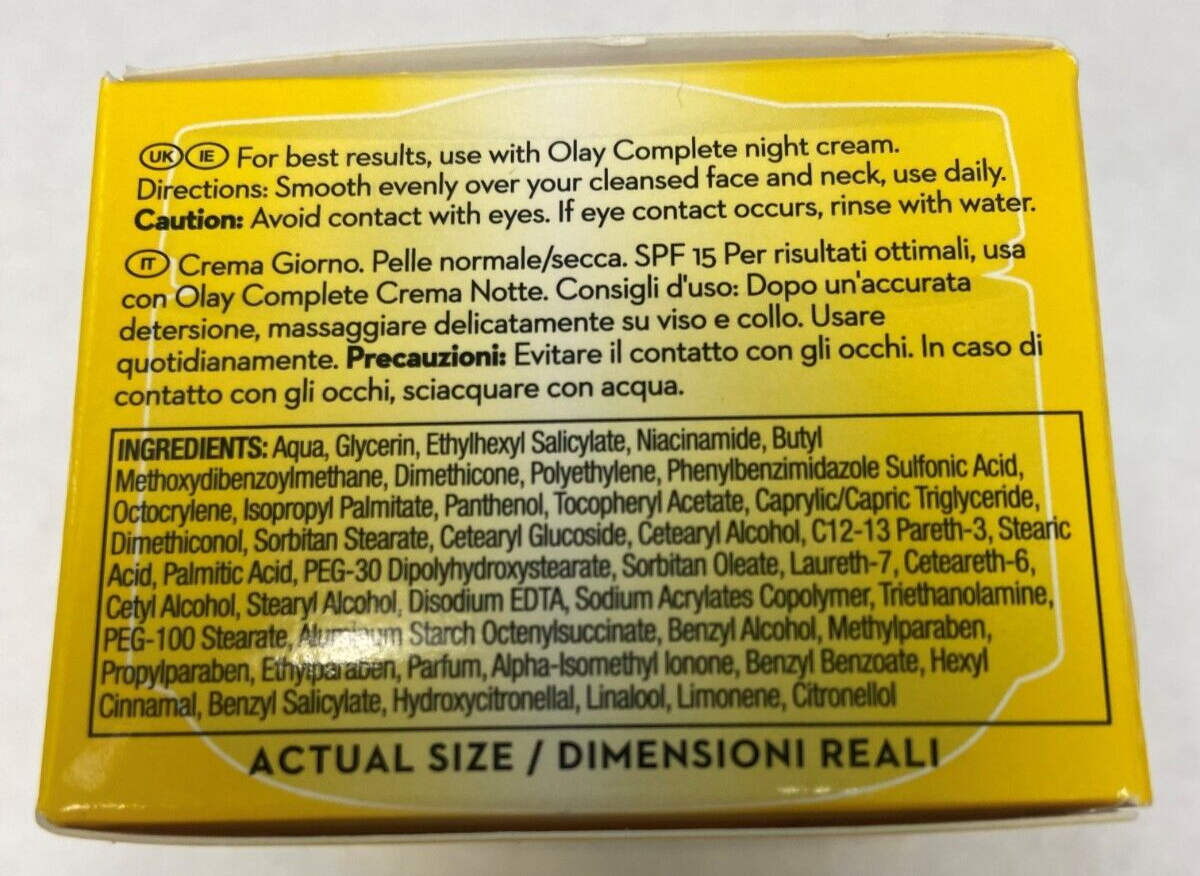 UK IE For best results, use with Olay Complete night cream.
Directions: Smooth evenly over your cleansed face and neck, use daily.
Caution: Avoid contact with eyes. If eye contact occurs, rinse with water.
IT Crema Giorno. Pelle normale/secca. SPF 15 Per risultati ottimali, usa
con Olay Complete Crema Notte. Consigli d'uso: Dopo un'accurata
detersione, massaggiare delicatamente su viso e collo. Usare
quotidianamente. Precauzioni: Evitare il contatto con gli occhi. In caso di
contatto con gli occhi, sciacquare con acqua.
INGREDIENTS: Aqua, Glycerin, Ethylhexyl Salicylate, Niacinamide, Butyl
Methoxydibenzoylmethane, Dimethicone, Polyethylene, Phenylbenzimidazole Sulfonic Acid,
Octocrylene, Isopropyl Palmitate, Panthenol, Tocopheryl Acetate, Caprylic/Capric Triglyceride,
Dimethiconol, Sorbitan Stearate, Cetearyl Glucoside, Cetearyl Alcohol, C12-13 Pareth-3, Stearic
Acid, Palmitic Acid, PEG-30 Dipolyhydroxystearate, Sorbitan Oleate, Laureth-7, Ceteareth-6,
Cetyl Alcohol, Stearyl Alcohol, Disodium EDTA, Sodium Acrylates Copolymer, Triethanolamine,
PEG-100 Stearate, Aluminum Starch Octenylsuccinate, Benzyl Alcohol, Methylparaben,
Propylparaben, Ethylparaben, Parfum, Alpha-Isomethyl Ionone, Benzyl Benzoate, Hexyl
Cinnamal, Benzyl Salicylate, Hydroxycitronellal, Linalool, Limonene, Citronellol
ACTUAL SIZE / DIMENSIONI REALI